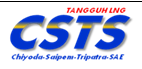 TANGGUH LNG
CSTS
Chiyoda-Saipem-Tripatra-SAE